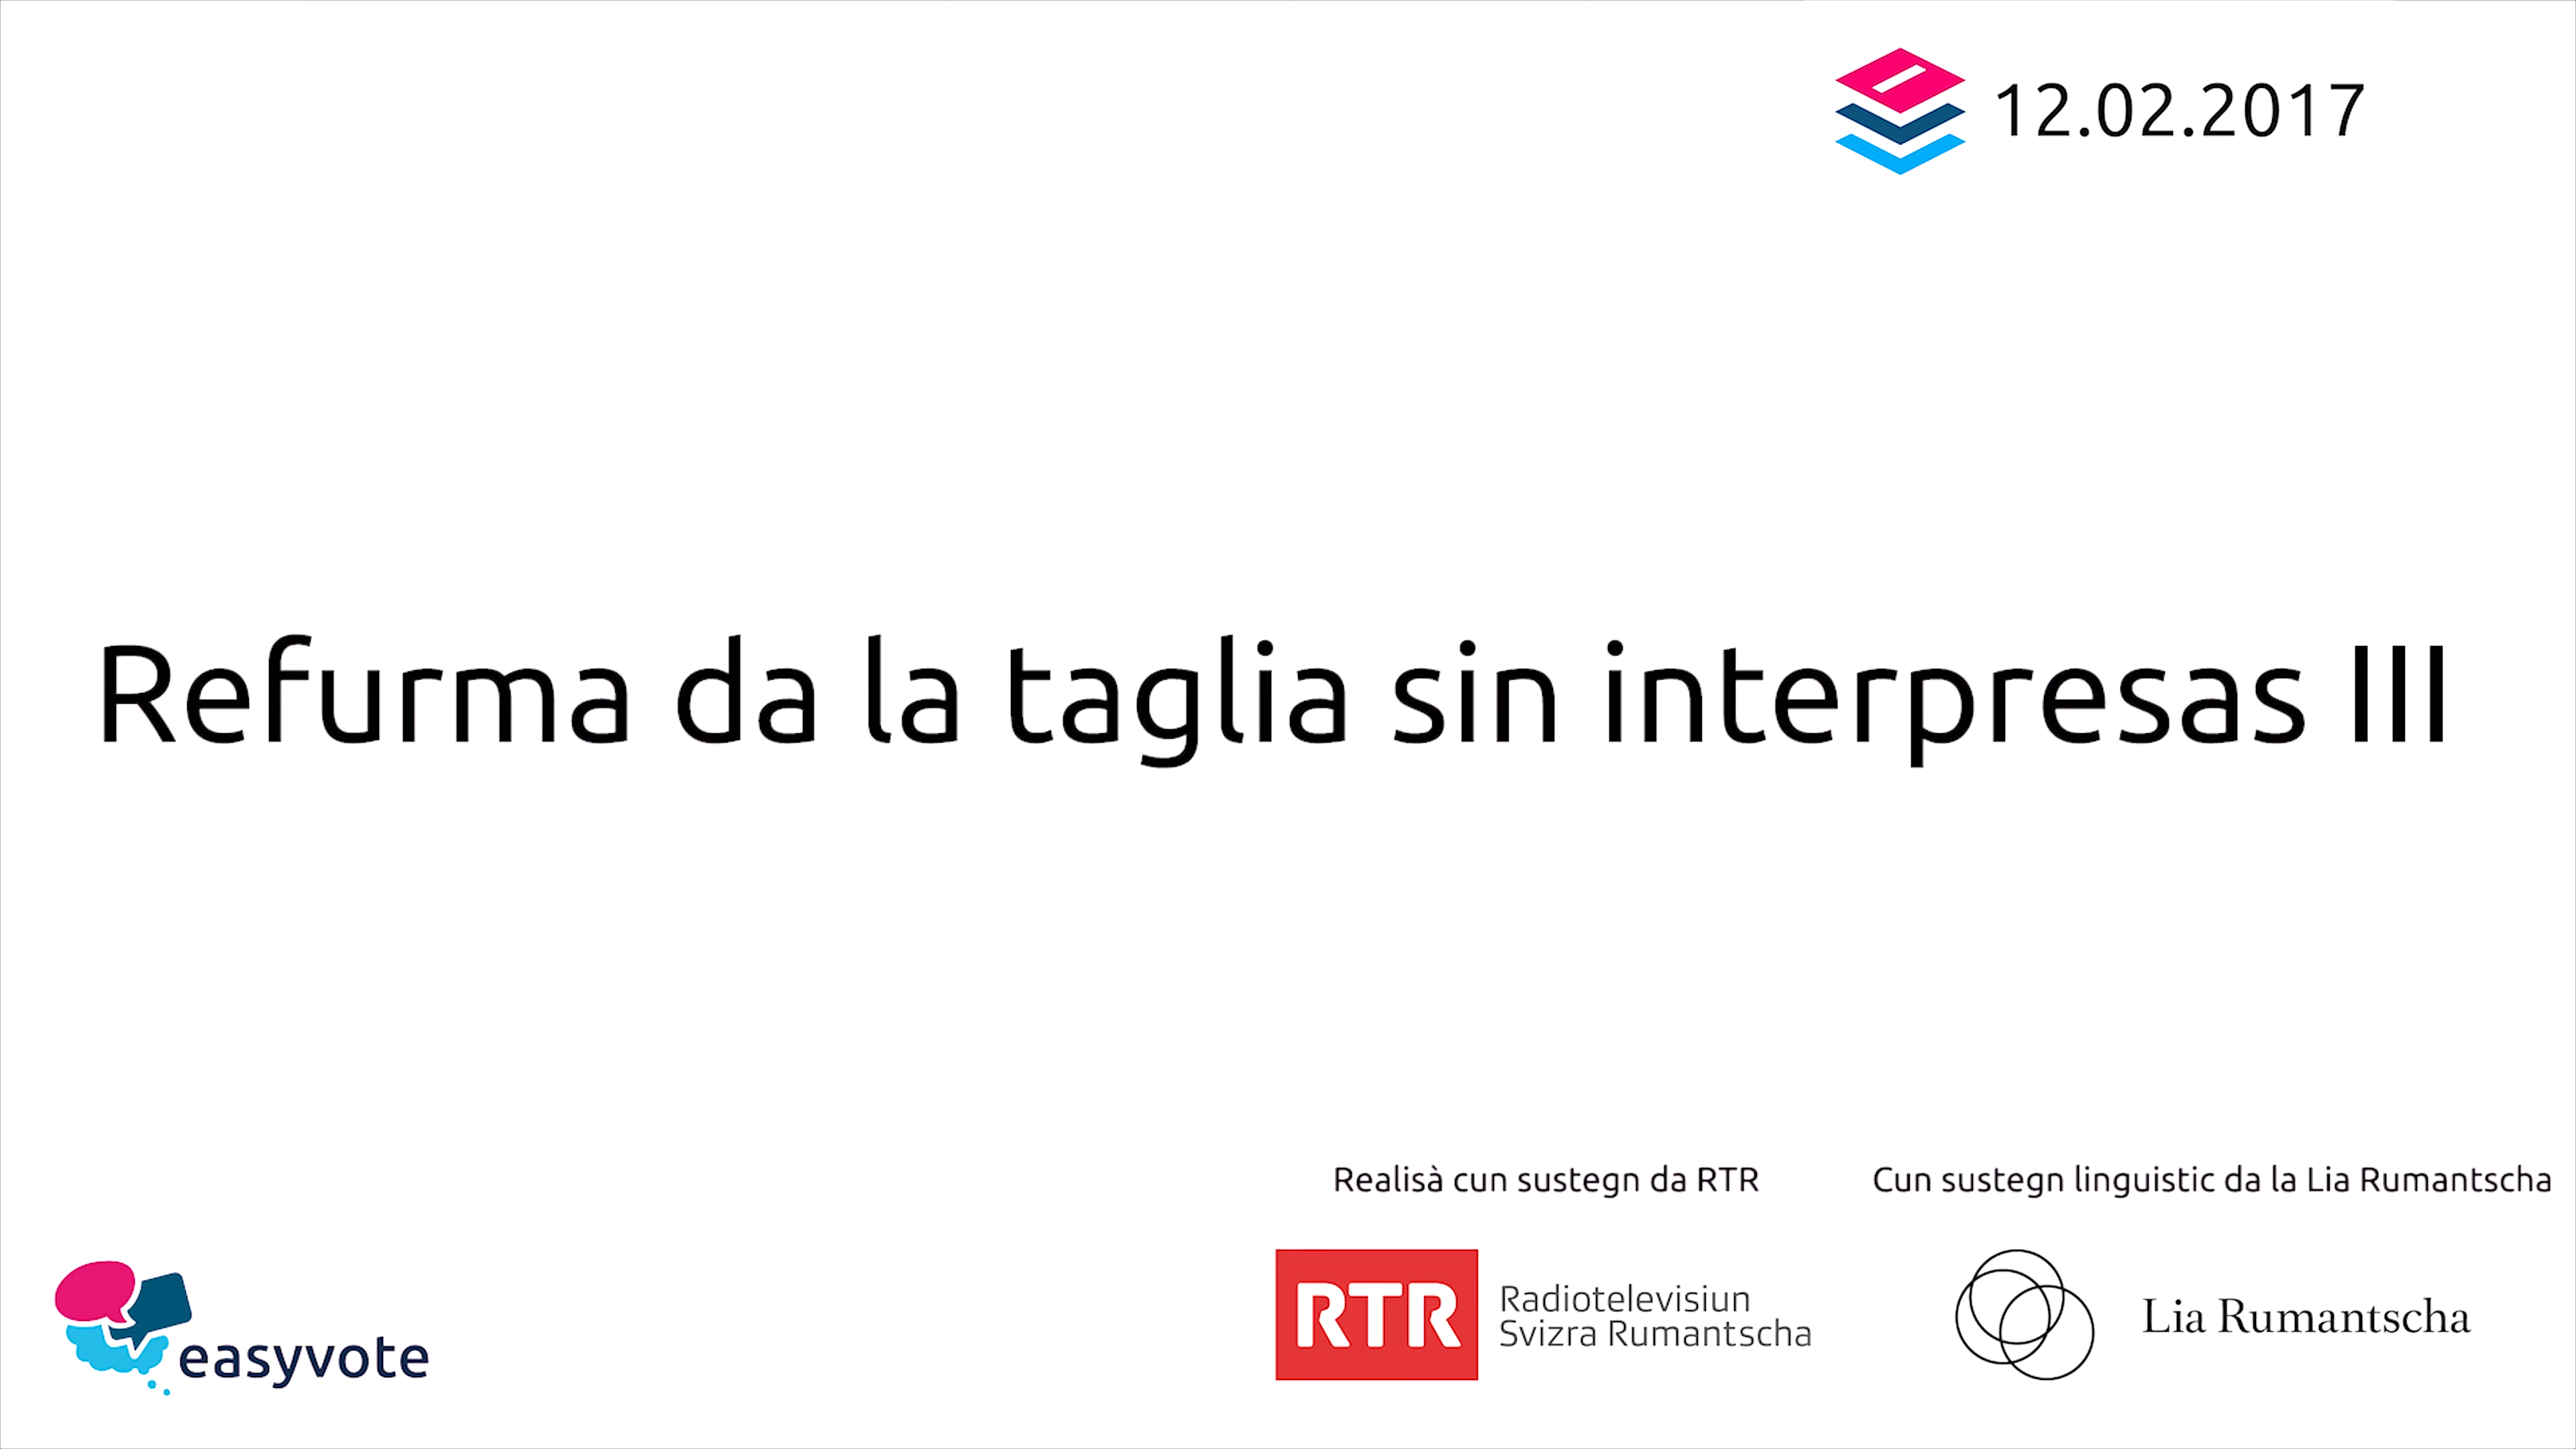 12.02.2017
Refurma da la taglia sin interpresas III
Realisà cun sustegn da RTR
Cun sustegn linguistic da la Lia Rumantscha
easyvote
RTR
Radiotelevisiun
Svizra Rumantscha
Lia Rumantscha